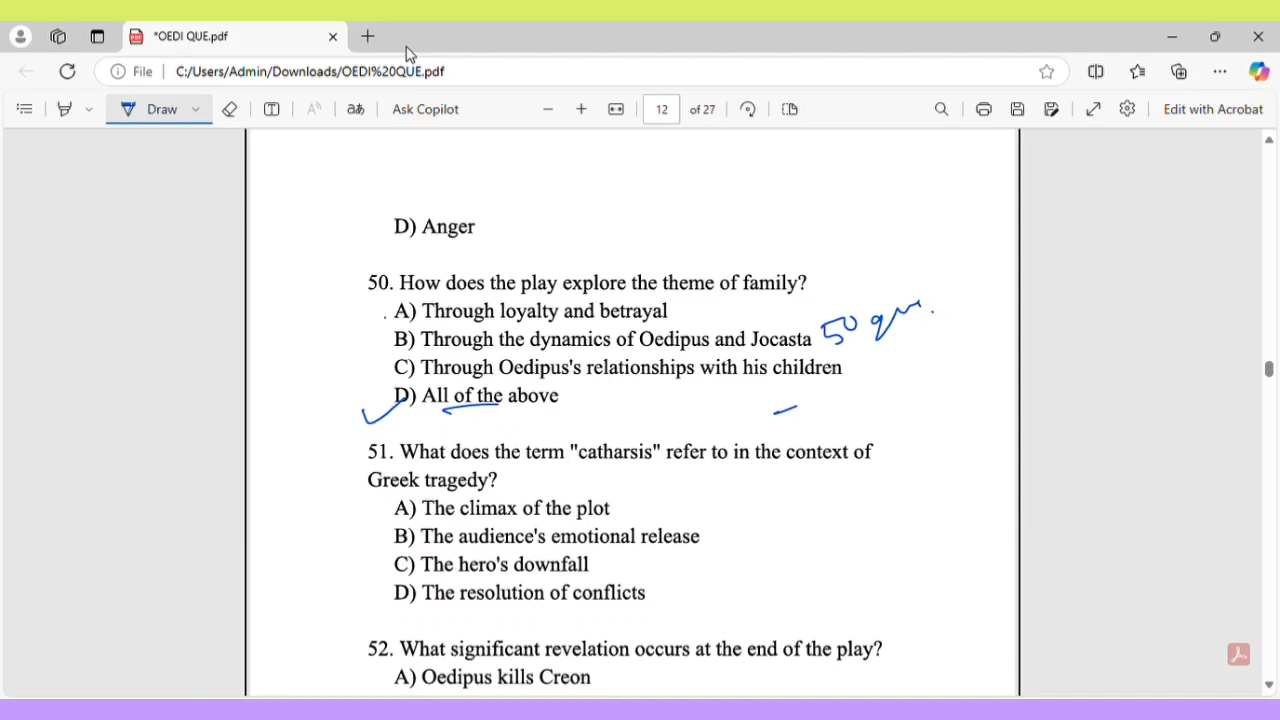 *OEDI QUE.pdf
File
C:/Users/Admin/Downloads/OEDI%20QUE.pdf
Draw
aあ
Ask Copilot
12 of 27
Edit with Acrobat
D) Anger
50. How does the play explore the theme of family?
. A) Through loyalty and betrayal
B) Through the dynamics of Oedipus and Jocasta
50 que.
C) Through Oedipus's relationships with his children
D) All of the above
51. What does the term "catharsis" refer to in the context of
Greek tragedy?
A) The climax of the plot
B) The audience's emotional release
C) The hero's downfall
D) The resolution of conflicts
52. What significant revelation occurs at the end of the play?
A) Oedipus kills Creon